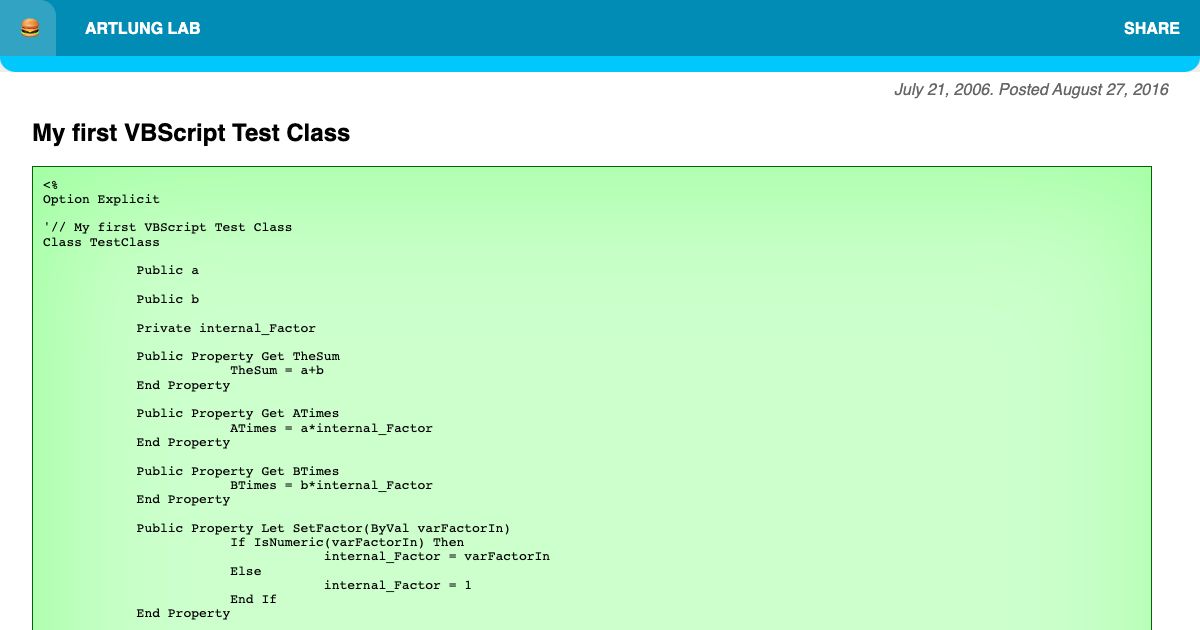 ARTLUNG LAB
SHARE
July 21, 2006. Posted August 27, 2016
My first VBScript Test Class
<%
Option Explicit
'// My first VBScript Test Class
Class TestClass
Public a
Public b
Private internal_Factor
Public Property Get TheSum
TheSum = a+b
End Property
Public Property Get ATimes
ATimes = a*internal_Factor
End Property
Public Property Get BTimes
BTimes = b*internal_Factor
End Property
Public Property Let SetFactor(ByVal varFactorIn)
If IsNumeric(varFactorIn) Then
internal_Factor = varFactorIn
Else
internal_Factor = 1
End If
End Property